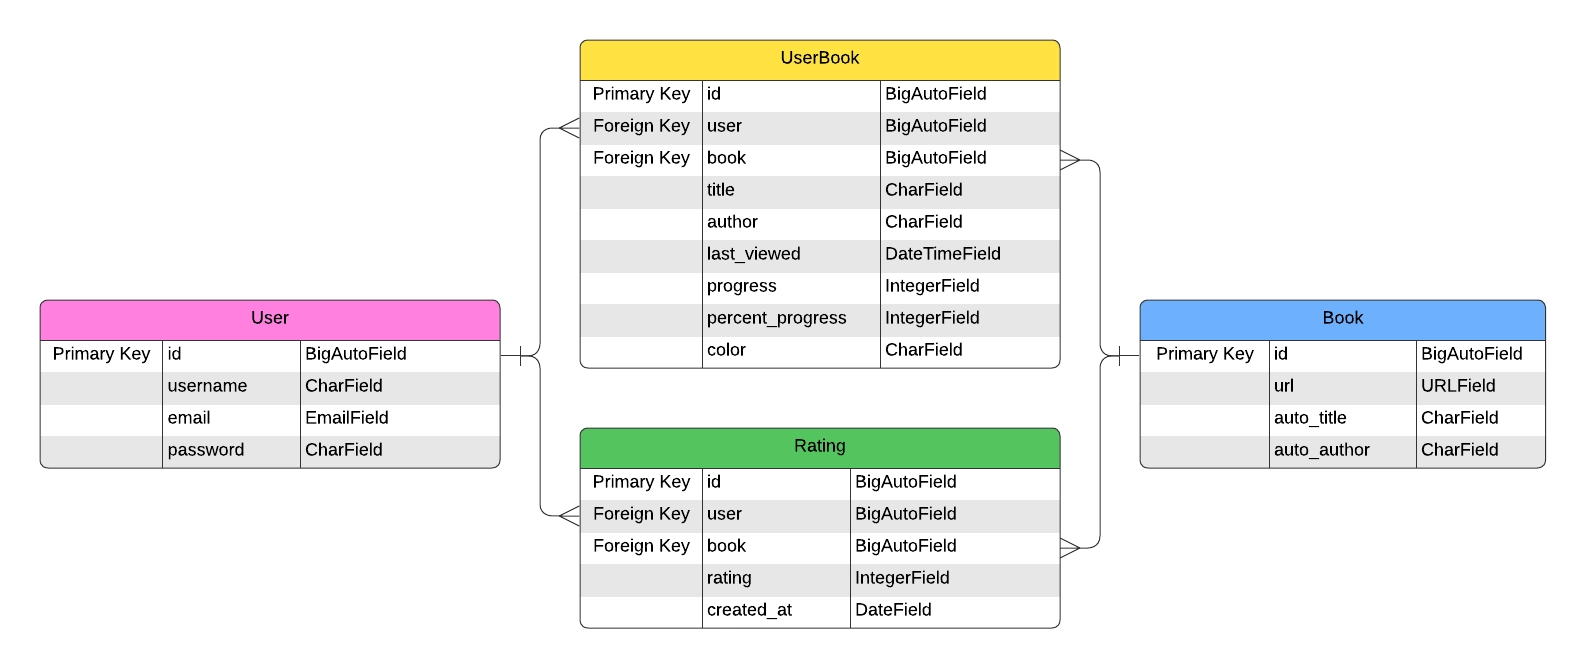 UserBook
Primary Key id BigAutoField
Foreign Key user BigAutoField
Foreign Key book BigAutoField
title CharField
author CharField
last_viewed DateTimeField
progress IntegerField
percent_progress IntegerField
color CharField
User
Primary Key id BigAutoField
username CharField
email EmailField
password CharField
Book
Primary Key id BigAutoField
url URLField
auto_title CharField
auto_author CharField
Rating
Primary Key id BigAutoField
Foreign Key user BigAutoField
Foreign Key book BigAutoField
rating IntegerField
created_at DateField